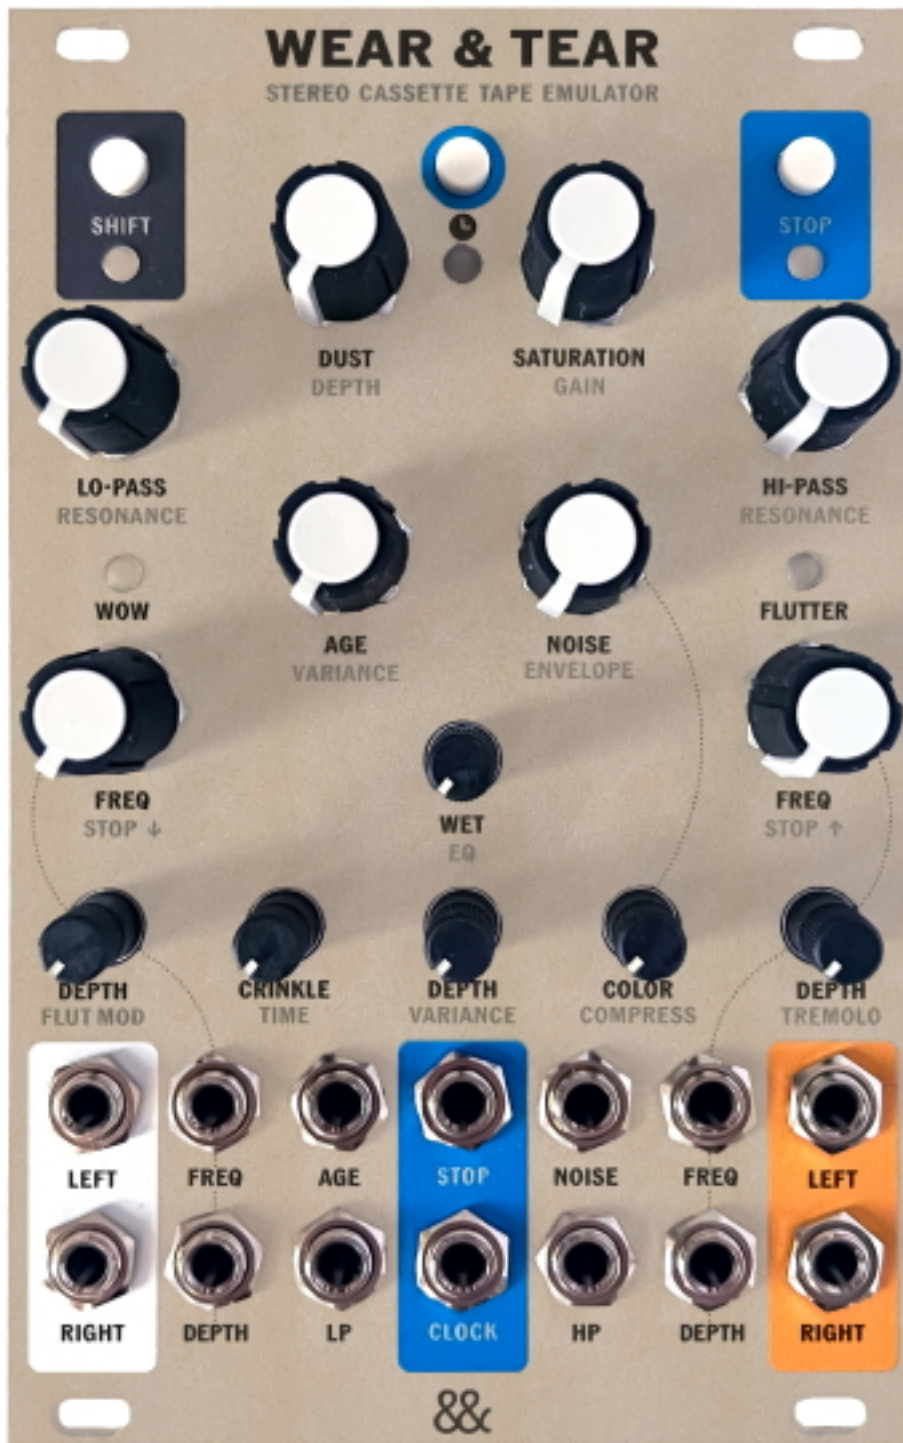 WEAR & TEAR
STEREO CASSETTE TAPE EMULATOR
SHIFT
STOP
DUST
DEPTH
SATURATION
GAIN
LO-PASS
RESONANCE
HI-PASS
RESONANCE
WOW
AGE
VARIANCE
NOISE
ENVELOPE
FLUTTER
FREQ
STOP ↓
WET
EQ
FREQ
STOP ↑
DEPTH
FLUT MOD
CRINKLE
TIME
DEPTH
VARIANCE
COLOR
COMPRESS
DEPTH
TREMOLO
LEFT FREQ AGE STOP NOISE FREQ LEFT
RIGHT DEPTH LP CLOCK HP DEPTH RIGHT
&&